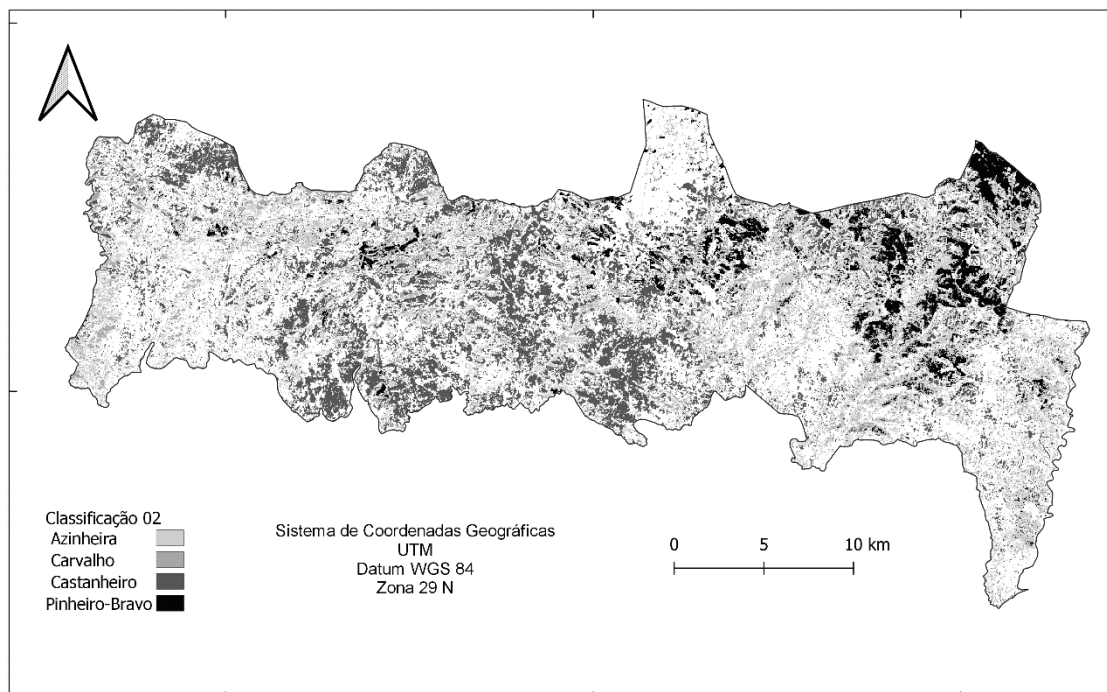 Classificação 02
Azinheira
Carvalho
Castanheiro
Pinheiro-Bravo
Sistema de Coordenadas Geográficas
UTM
Datum WGS 84
Zona 29 N
0 5 10 km